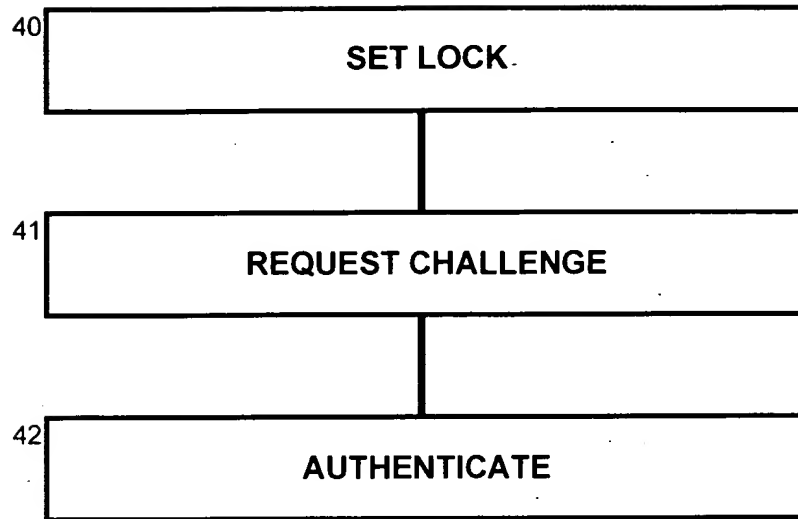 40
SET LOCK
41
REQUEST CHALLENGE
42
AUTHENTICATE